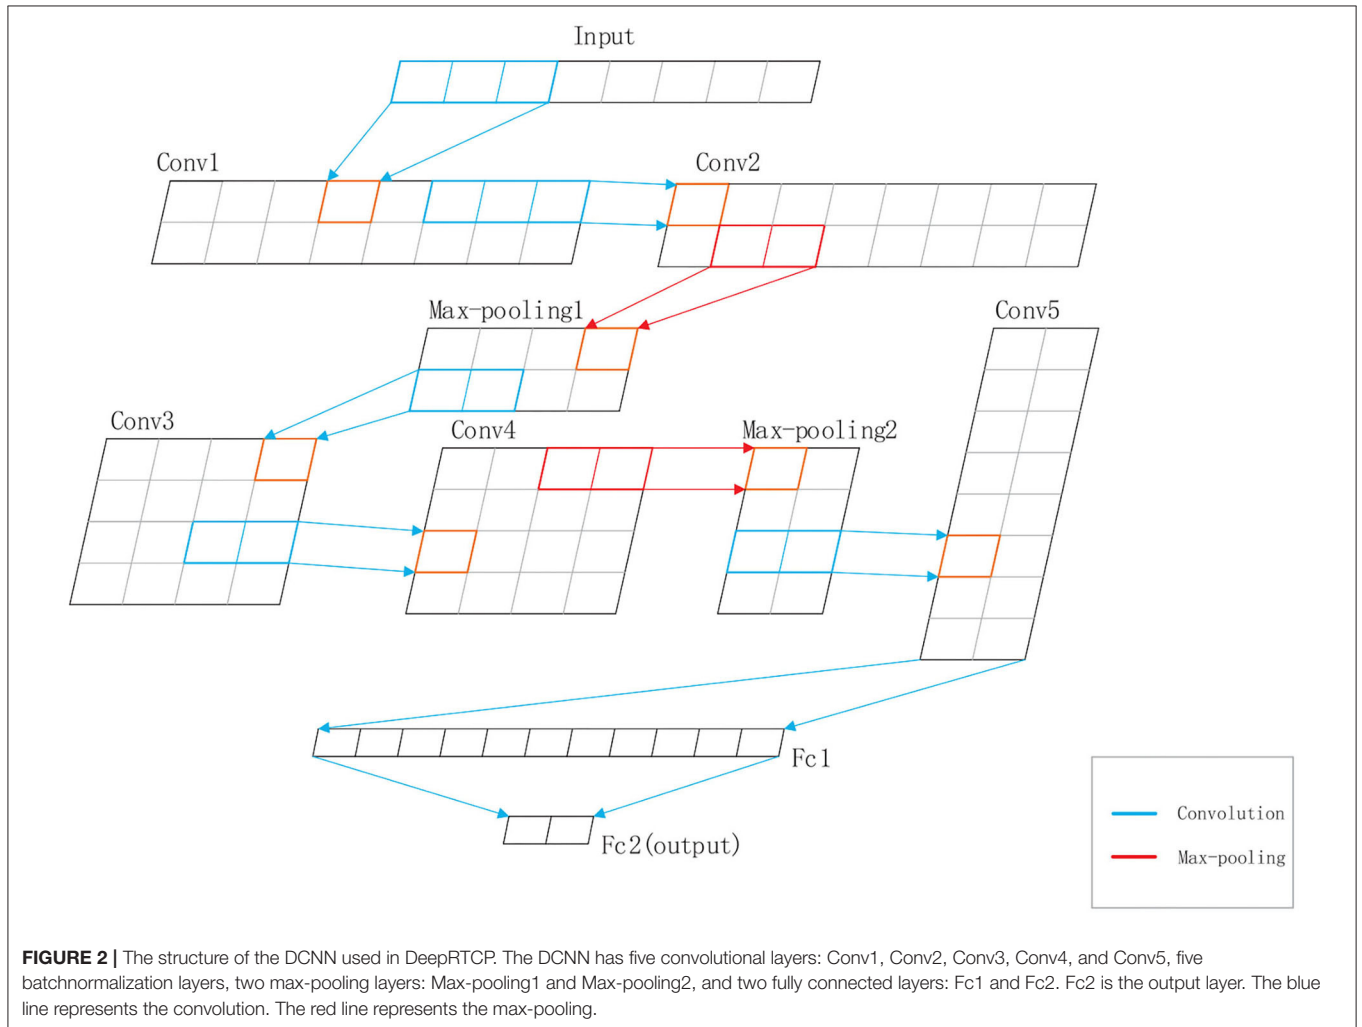 Input
Conv1
Conv2
Max-pooling1
Conv5
Conv3
Conv4
Max-pooling2
Fc1
Fc2(output)
Convolution
Max-pooling
FIGURE 2 | The structure of the DCNN used in DeepRTCP. The DCNN has five convolutional layers: Conv1, Conv2, Conv3, Conv4, and Conv5, five
batchnormalization layers, two max-pooling layers: Max-pooling1 and Max-pooling2, and two fully connected layers: Fc1 and Fc2. Fc2 is the output layer. The blue
line represents the convolution. The red line represents the max-pooling.